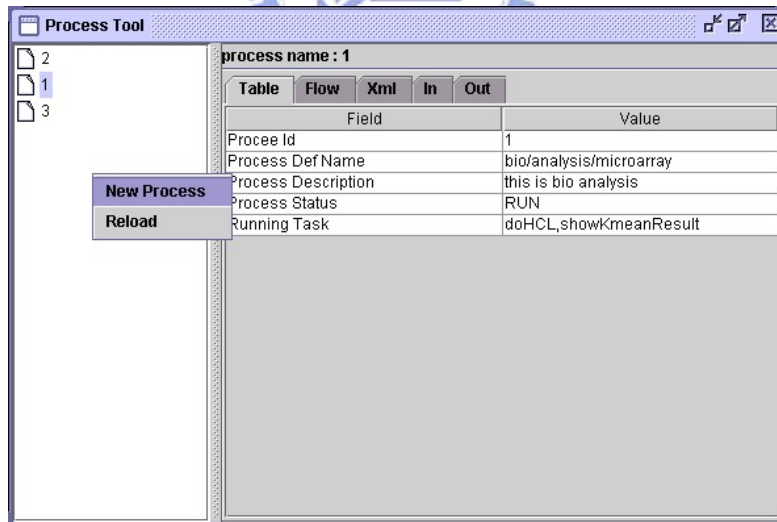 Process Tool
2
1
3
process name : 1
Table Flow Xml In Out
Field Value
Procee Id 1
Process Def Name bio/analysis/microarray
Process Description this is bio analysis
Process Status RUN
Running Task doHCL,showKmeanResult
New Process
Reload